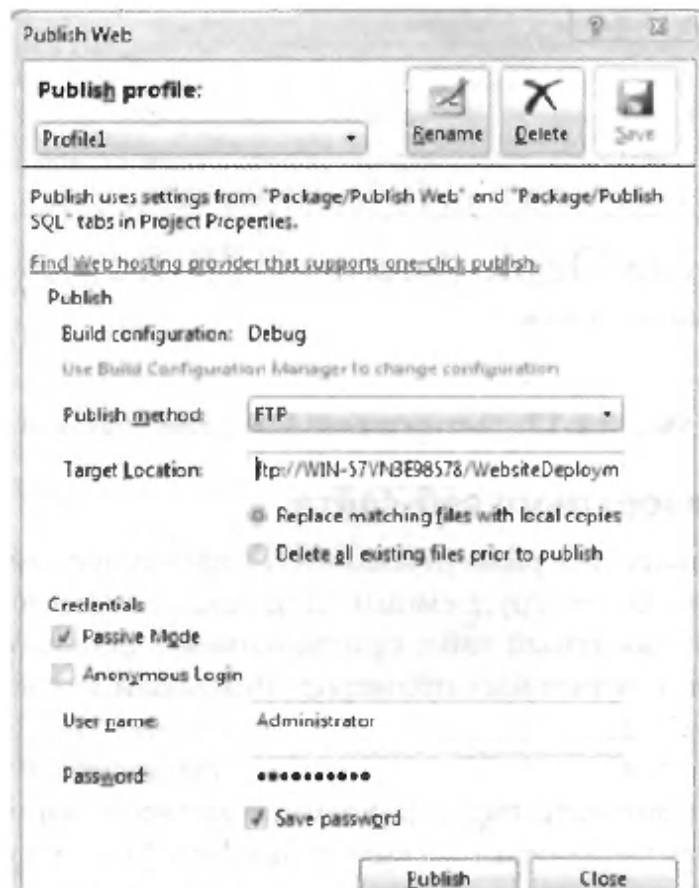 Publish Web
Publish profile:
Profile1
Rename
Delete
Save
Publish uses settings from "Package/Publish Web" and "Package/Publish
SQL" tabs in Project Properties.
Find Web hosting provider that supports one-click publish.
Publish
Build configuration: Debug
Use Build Configuration Manager to change configuration
Publish method: FTP
Target Location: ftp://WIN-S7VN3E98578/WebsiteDeploym
Replace matching files with local copies
Delete all existing files prior to publish
Credentials
Passive Mode
Anonymous Login
User name: Administrator
Password: ••••••••••
Save password
Publish
Close